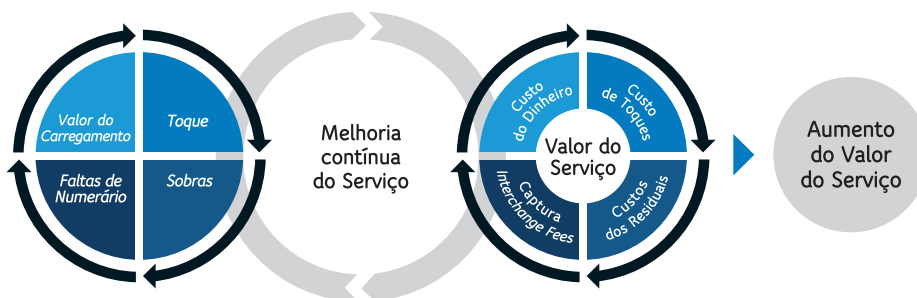 Valor do
Carregamento
Toque
Faltas de
Numerário
Sobras
Melhoria
contínua
do Serviço
Custo
do Dinheiro
Custo
de Toques
Valor do
Serviço
Captura
Interchange Fees
Custos
dos Residuais
Aumento
do Valor
do Serviço